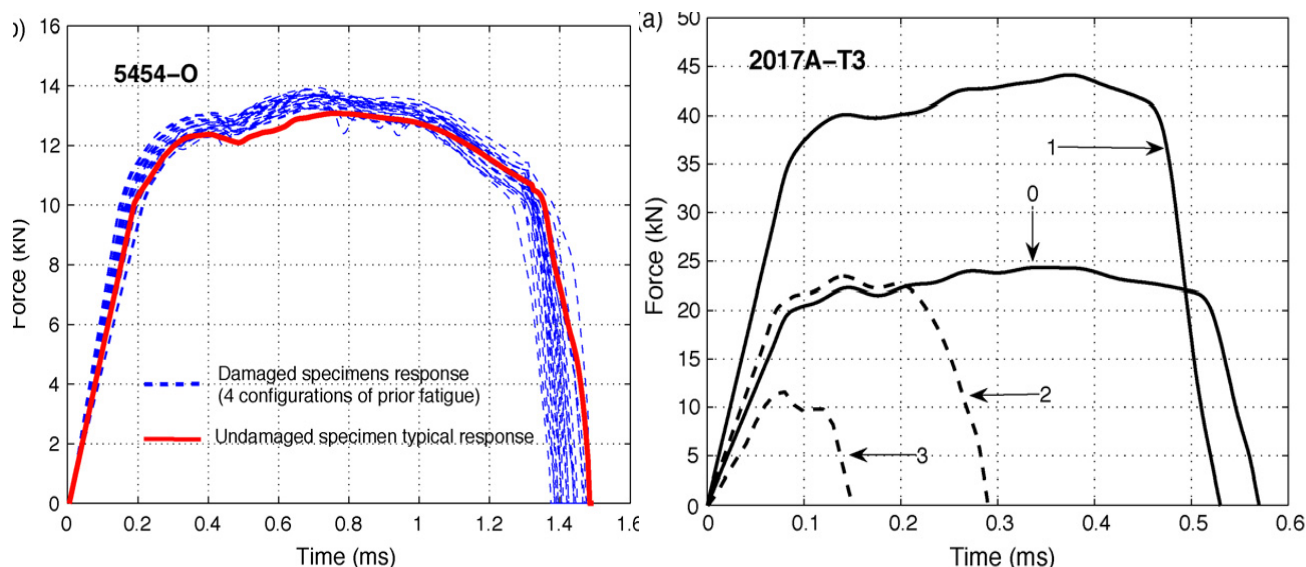 b)
5454-O
Force (kN)
16
14
12
10
8
6
4
2
0
Damaged specimens response
(4 configurations of prior fatigue)
Undamaged specimen typical response
0 0.2 0.4 0.6 0.8 1 1.2 1.4 1.6
Time (ms)
(a)
2017A-T3
Force (kN)
50
45
40
35
30
25
20
15
10
5
0
1
0
2
3
0 0.1 0.2 0.3 0.4 0.5 0.6
Time (ms)